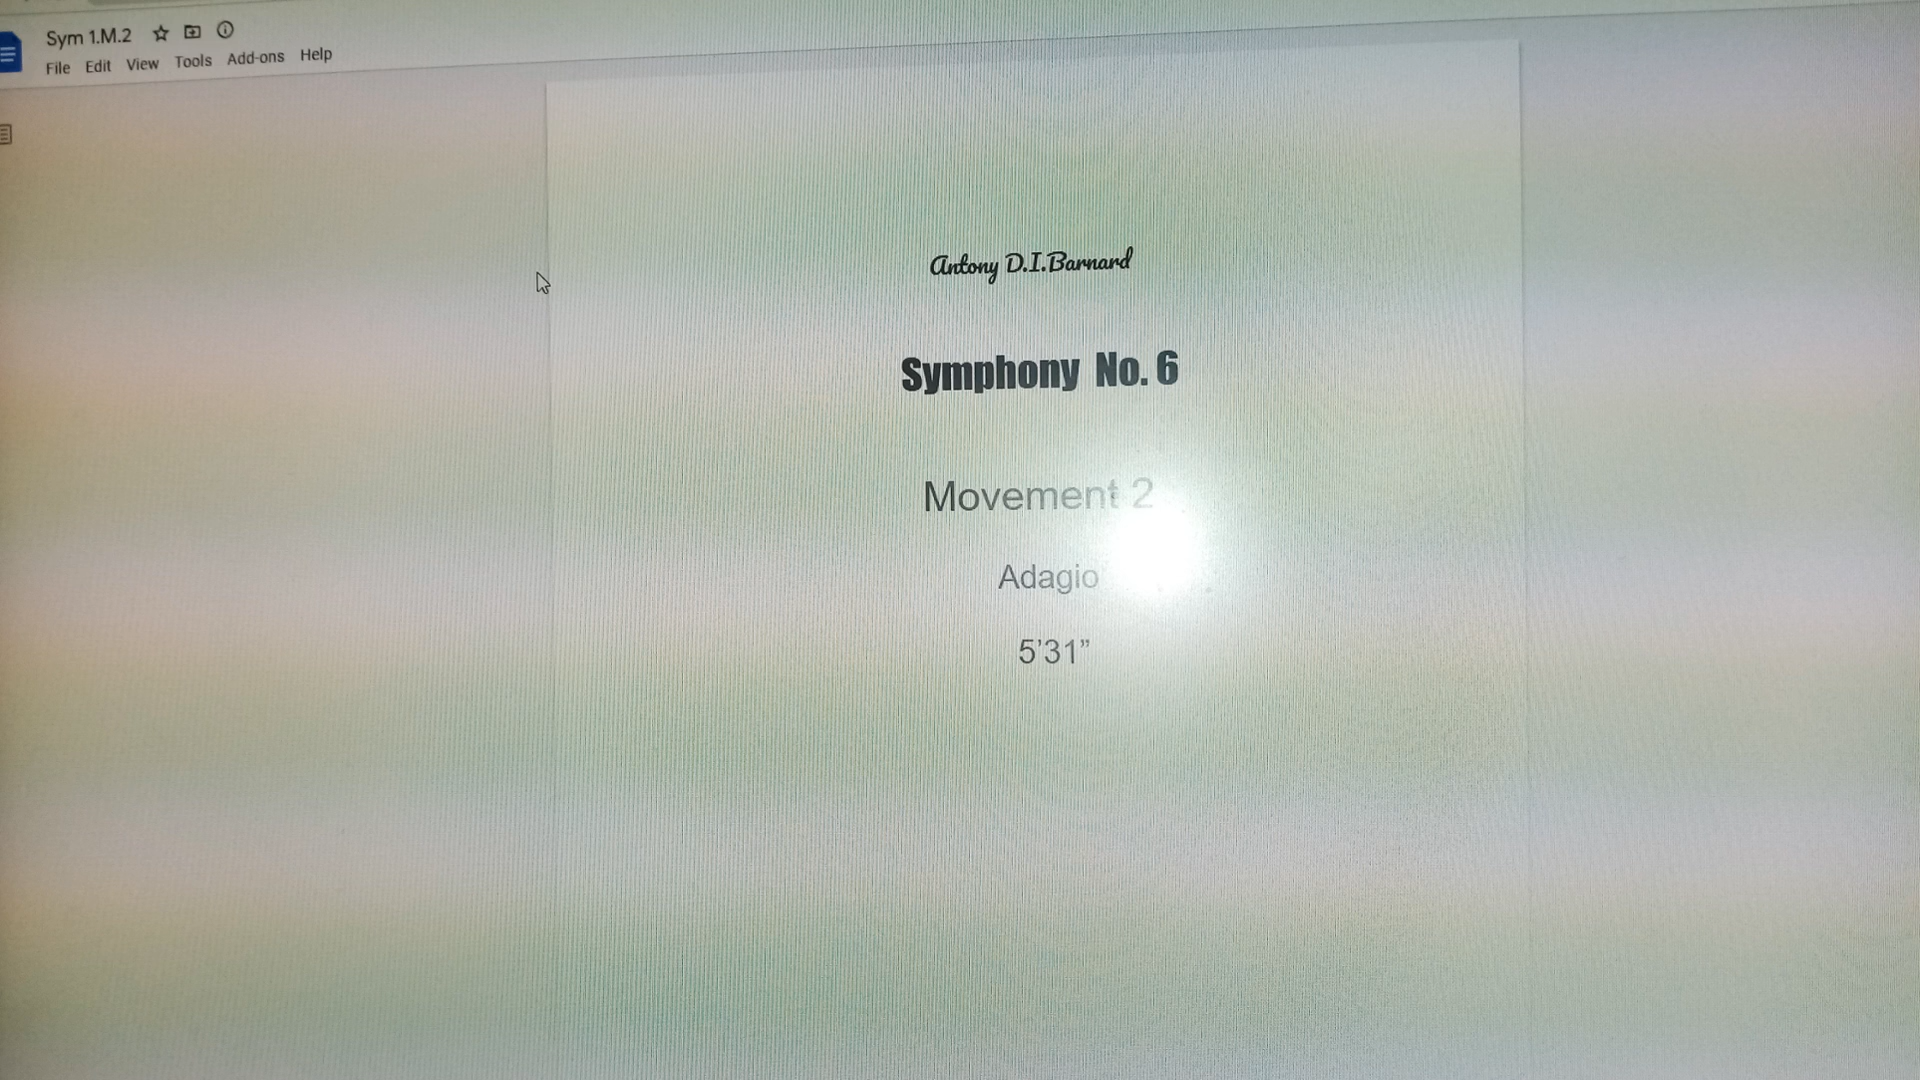 Sym 1.M.2
File Edit View Tools Add-ons Help
Antony D.I.Barnard
Symphony No. 6
Movement 2
Adagio
5'31”